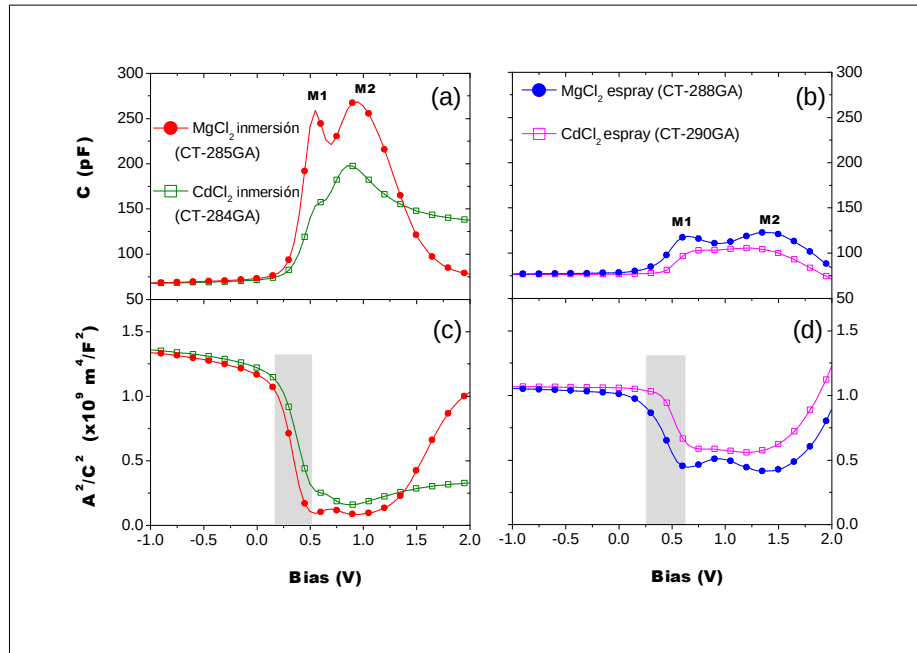 300
250
200
150
100
50
C (pF)
M1
M2
(a)
MgCl₂ inmersión
(CT-285GA)
CdCl₂ inmersión
(CT-284GA)
(b)
MgCl₂ espray (CT-288GA)
CdCl₂ espray (CT-290GA)
M1
M2
300
250
200
150
100
50
1.5
1.0
0.5
0.0
A²/C² (x10⁹ m⁴/F²)
(c)
-1.0 -0.5 0.0 0.5 1.0 1.5 2.0
Bias (V)
(d)
1.5
1.0
0.5
0.0
-1.0 -0.5 0.0 0.5 1.0 1.5 2.0
Bias (V)